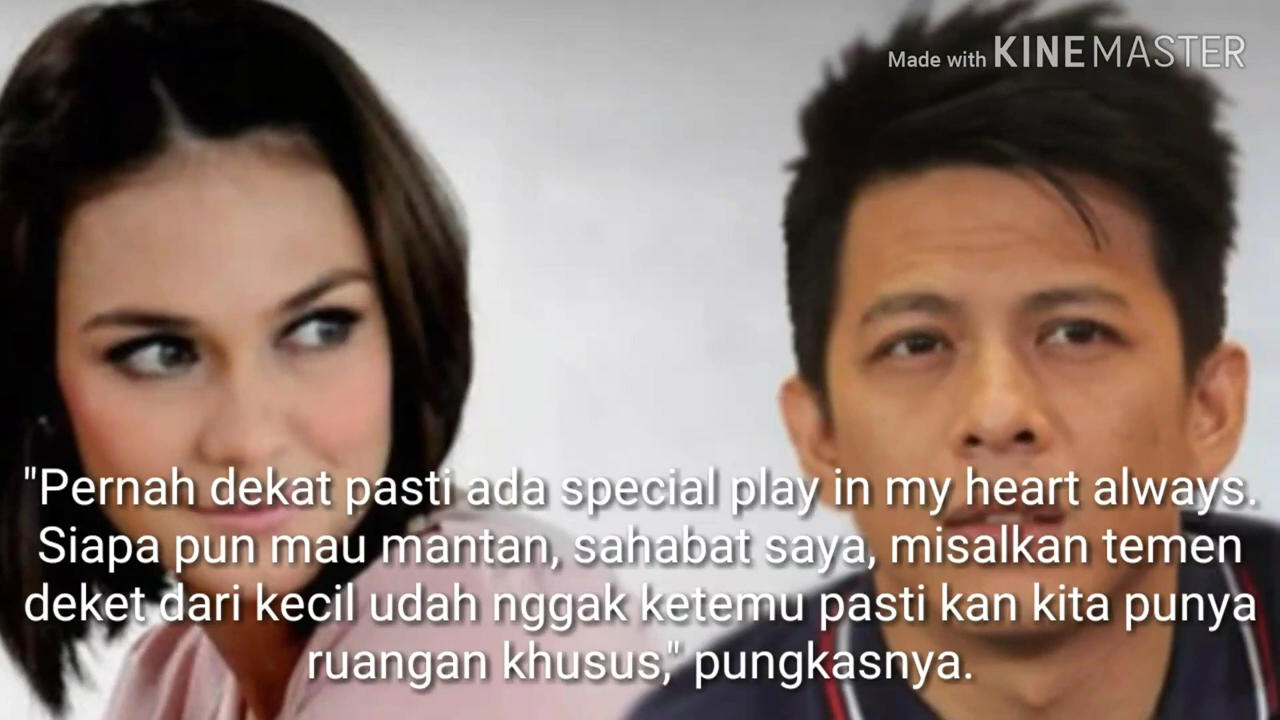 Made with KINEMASTER
"Pernah dekat pasti ada special play in my heart always.
Siapa pun mau mantan, sahabat saya, misalkan temen
deket dari kecil udah nggak ketemu pasti kan kita punya
ruangan khusus," pungkasnya.